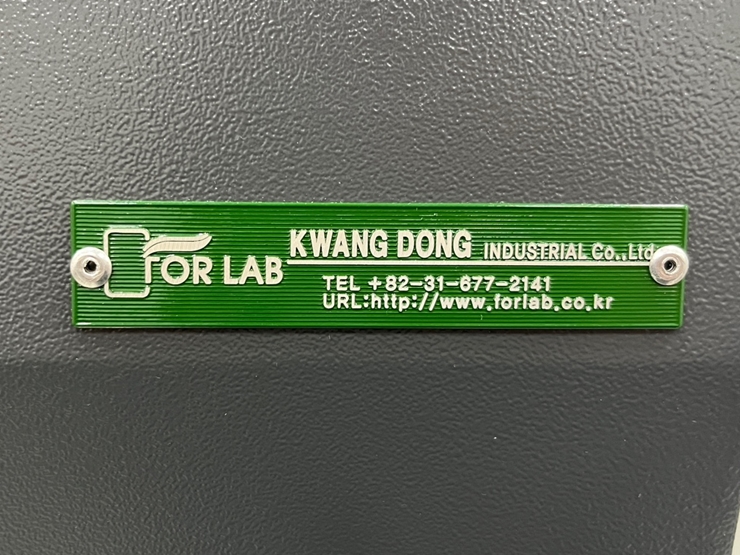 FOR LAB
KWANG DONG INDUSTRIAL Co., Ltd.
TEL +82-31-677-2141
URL:http://www.forlab.co.kr